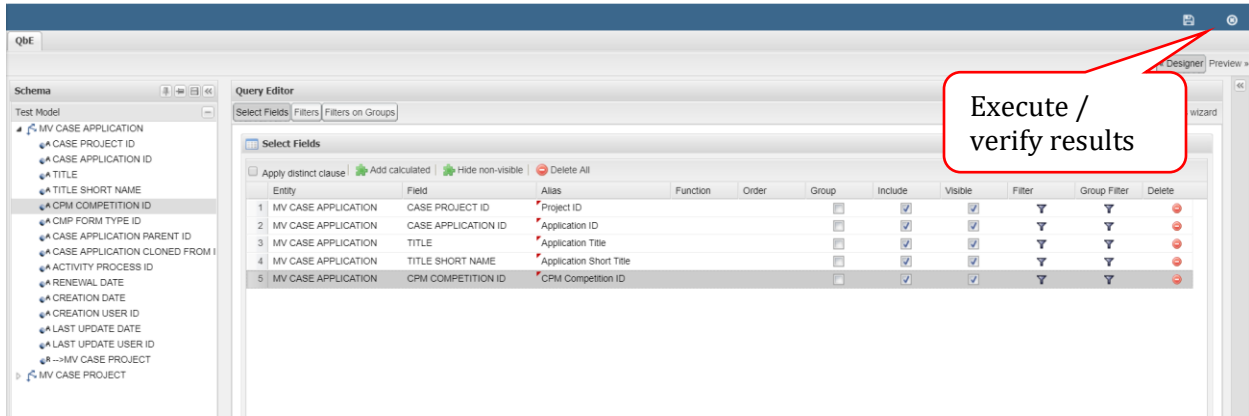 QbE
« Designer Preview »
Schema
Test Model
MV CASE APPLICATION
CASE PROJECT ID
CASE APPLICATION ID
TITLE
TITLE SHORT NAME
CPM COMPETITION ID
CMP FORM TYPE ID
CASE APPLICATION PARENT ID
CASE APPLICATION CLONED FROM
ACTIVITY PROCESS ID
RENEWAL DATE
CREATION DATE
CREATION USER ID
LAST UPDATE DATE
LAST UPDATE USER ID
-->MV CASE PROJECT
MV CASE PROJECT
Query Editor
Select Fields Filters Filters on Groups wizard
Select Fields
Apply distinct clause Add calculated Hide non-visible Delete All
Entity Field Alias Function Order Group Include Visible Filter Group Filter Delete
1 MV CASE APPLICATION CASE PROJECT ID Project ID
2 MV CASE APPLICATION CASE APPLICATION ID Application ID
3 MV CASE APPLICATION TITLE Application Title
4 MV CASE APPLICATION TITLE SHORT NAME Application Short Title
5 MV CASE APPLICATION CPM COMPETITION ID CPM Competition ID
Execute /
verify results